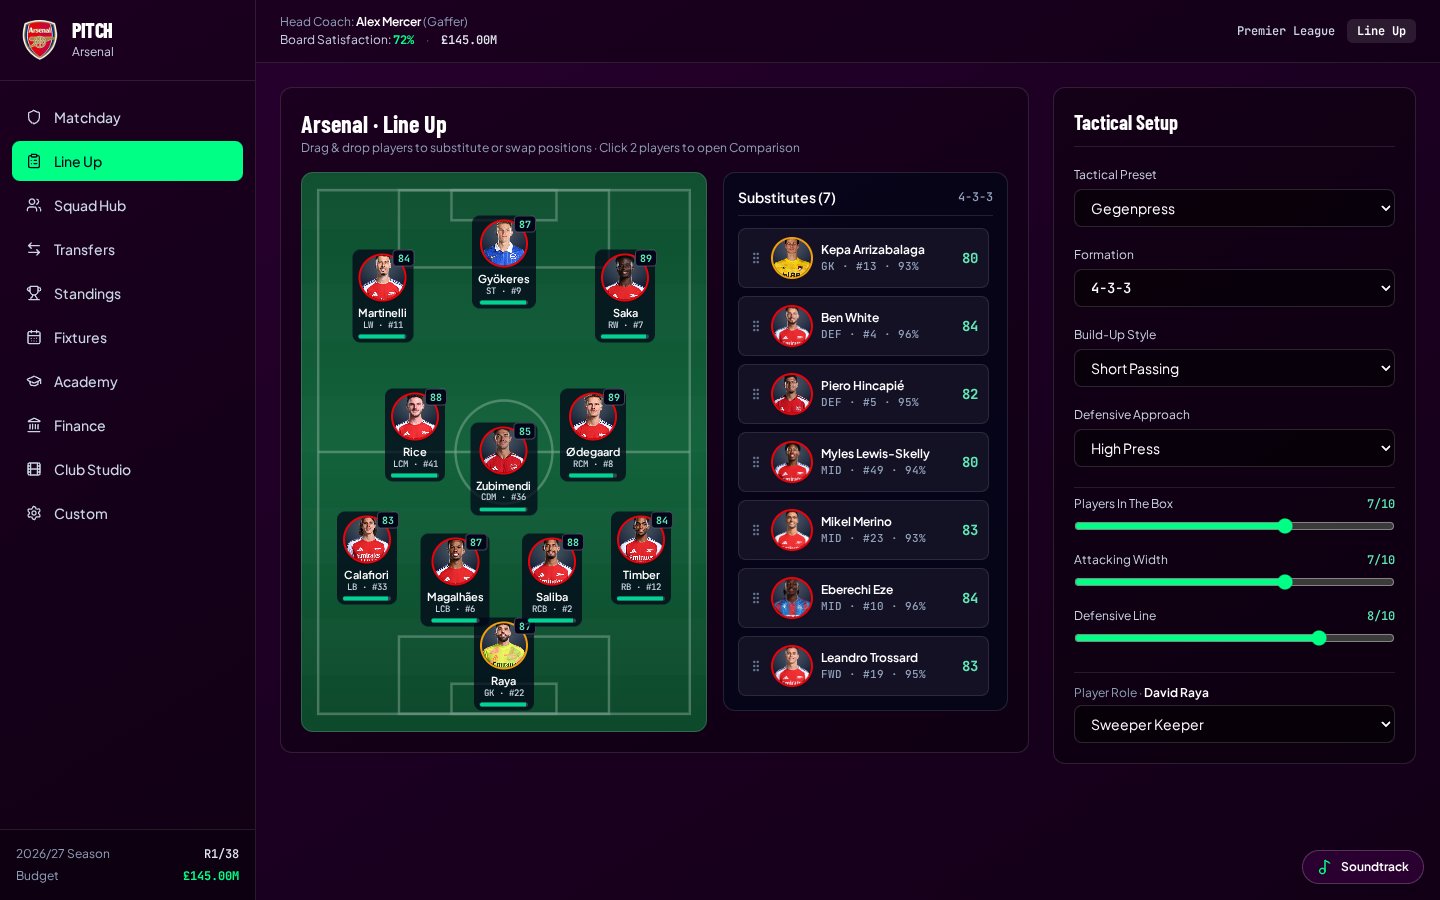 PITCH
Arsenal
Matchday
Line Up
Squad Hub
Transfers
Standings
Fixtures
Academy
Finance
Club Studio
Custom
2026/27 Season R1/38
Budget £145.00M
Head Coach: Alex Mercer (Gaffer)
Board Satisfaction: 72% · £145.00M
Premier League Line Up
Arsenal · Line Up
Drag & drop players to substitute or swap positions · Click 2 players to open Comparison
87
Gyökeres
ST · #9
84
Martinelli
LW · #11
89
Saka
RW · #7
88
Rice
LCM · #41
85
Zubimendi
CDM · #36
89
Ødegaard
RCM · #8
83
Calafiori
LB · #33
87
Magalhães
LCB · #6
88
Saliba
RCB · #2
84
Timber
RB · #12
87
Raya
GK · #22
Substitutes (7) 4-3-3
Kepa Arrizabalaga
GK · #13 · 93%
80
Ben White
DEF · #4 · 96%
84
Piero Hincapié
DEF · #5 · 95%
82
Myles Lewis-Skelly
MID · #49 · 94%
80
Mikel Merino
MID · #23 · 93%
83
Eberechi Eze
MID · #10 · 96%
84
Leandro Trossard
FWD · #19 · 95%
83
Tactical Setup
Tactical Preset
Gegenpress
Formation
4-3-3
Build-Up Style
Short Passing
Defensive Approach
High Press
Players In The Box 7/10
Attacking Width 7/10
Defensive Line 8/10
Player Role · David Raya
Sweeper Keeper
Soundtrack